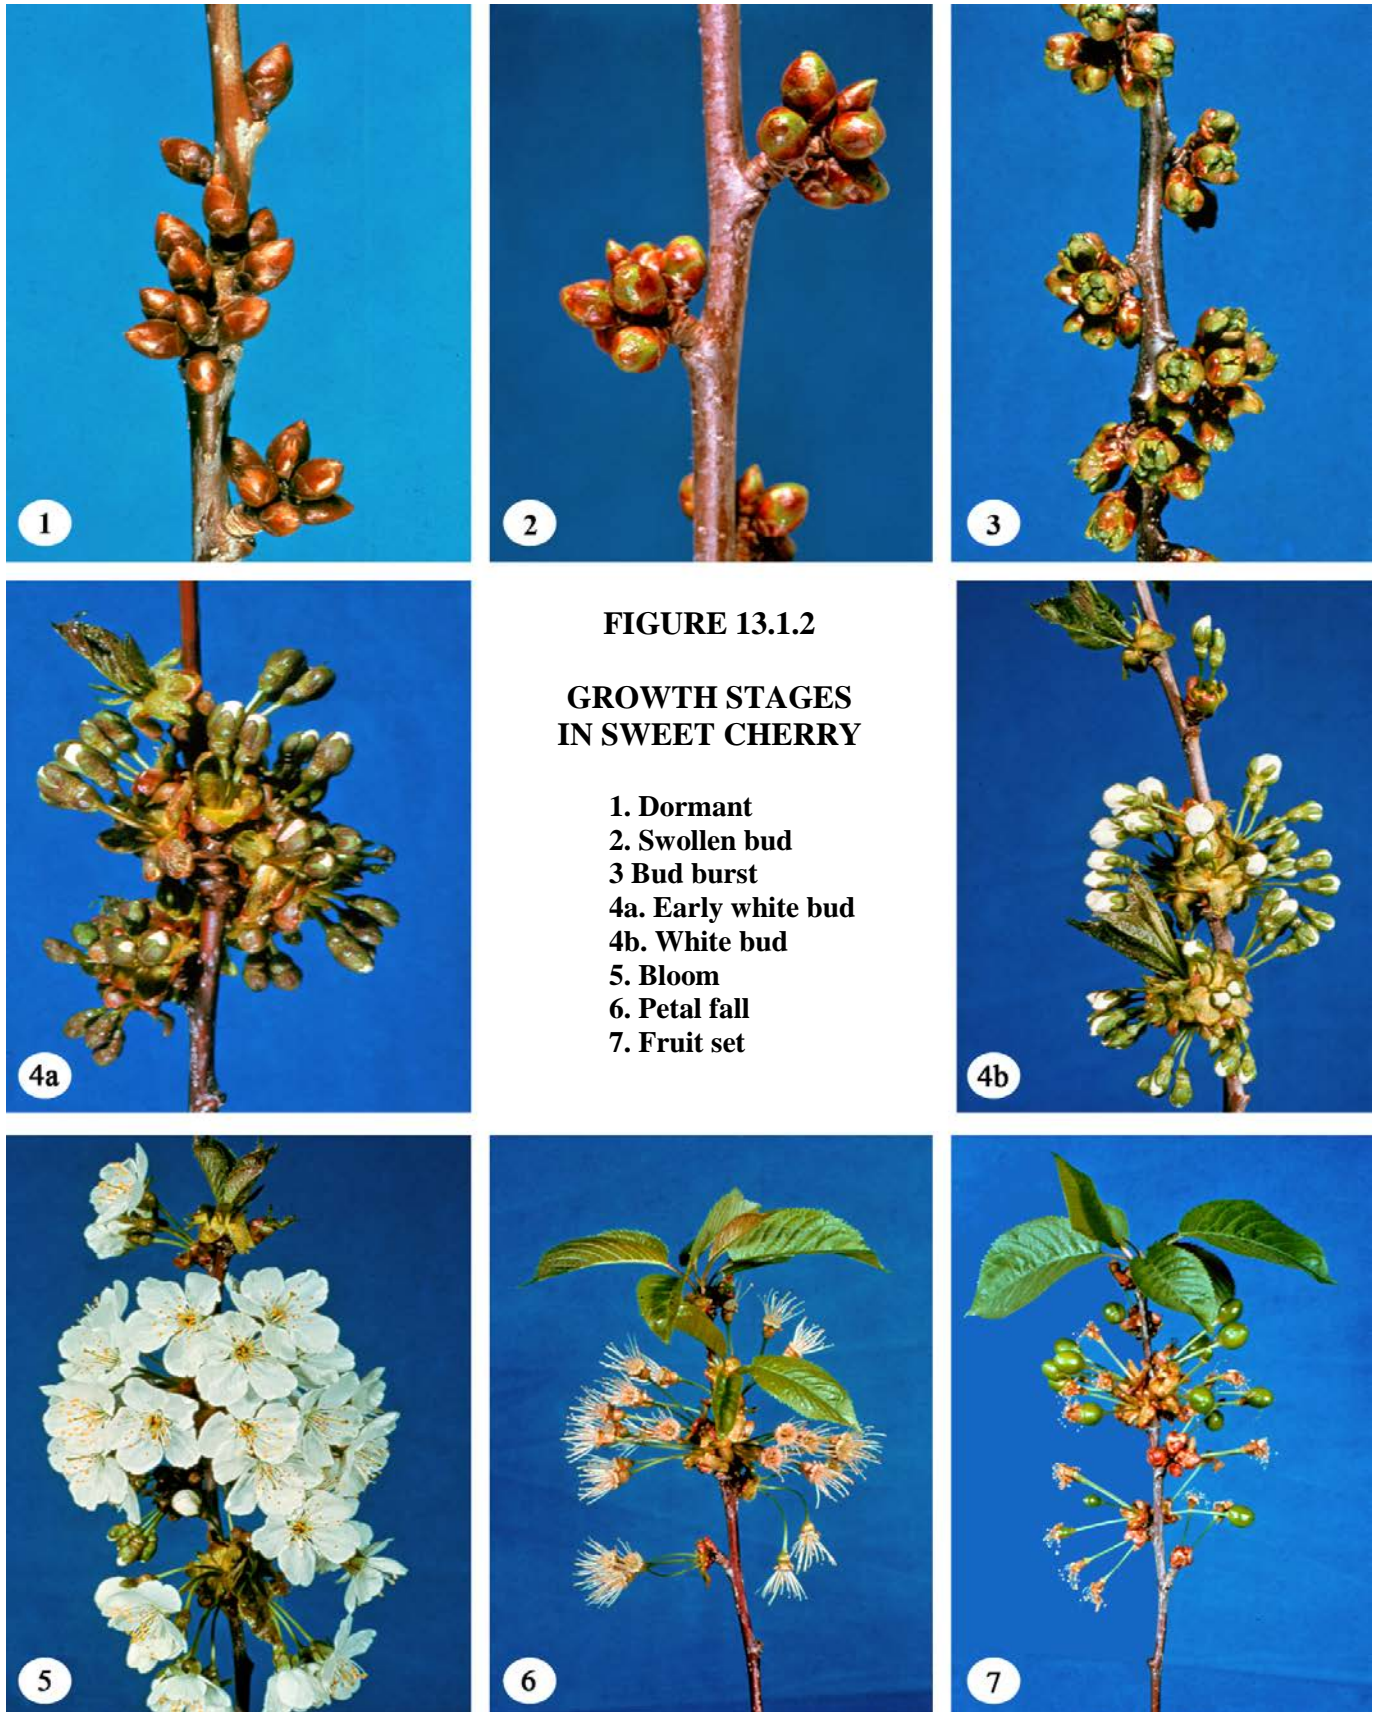 1
2
3
FIGURE 13.1.2
GROWTH STAGES
IN SWEET CHERRY
1. Dormant
2. Swollen bud
3 Bud burst
4a. Early white bud
4b. White bud
5. Bloom
6. Petal fall
7. Fruit set
4a
4b
5
6
7